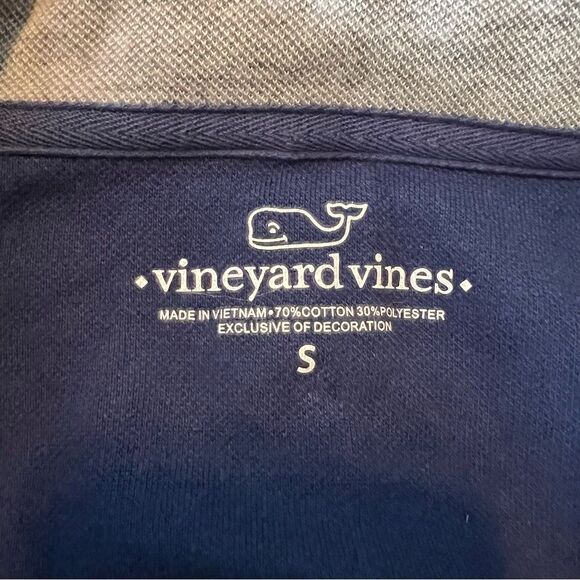 vineyard vines
MADE IN VIETNAM•70%COTTON 30%POLYESTER
EXCLUSIVE OF DECORATION
S